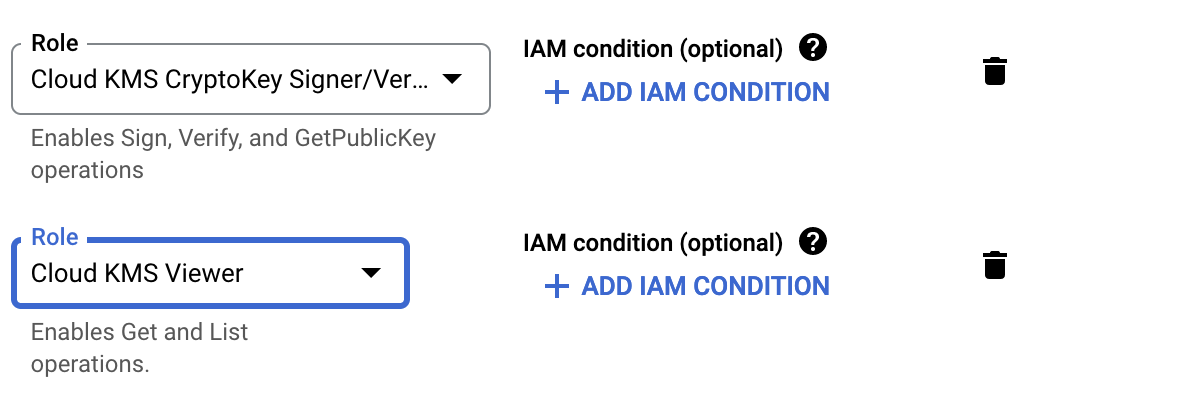 Role
Cloud KMS CryptoKey Signer/Ver...
Enables Sign, Verify, and GetPublicKey
operations
IAM condition (optional) ?
+ ADD IAM CONDITION
Role
Cloud KMS Viewer
Enables Get and List
operations.
IAM condition (optional) ?
+ ADD IAM CONDITION